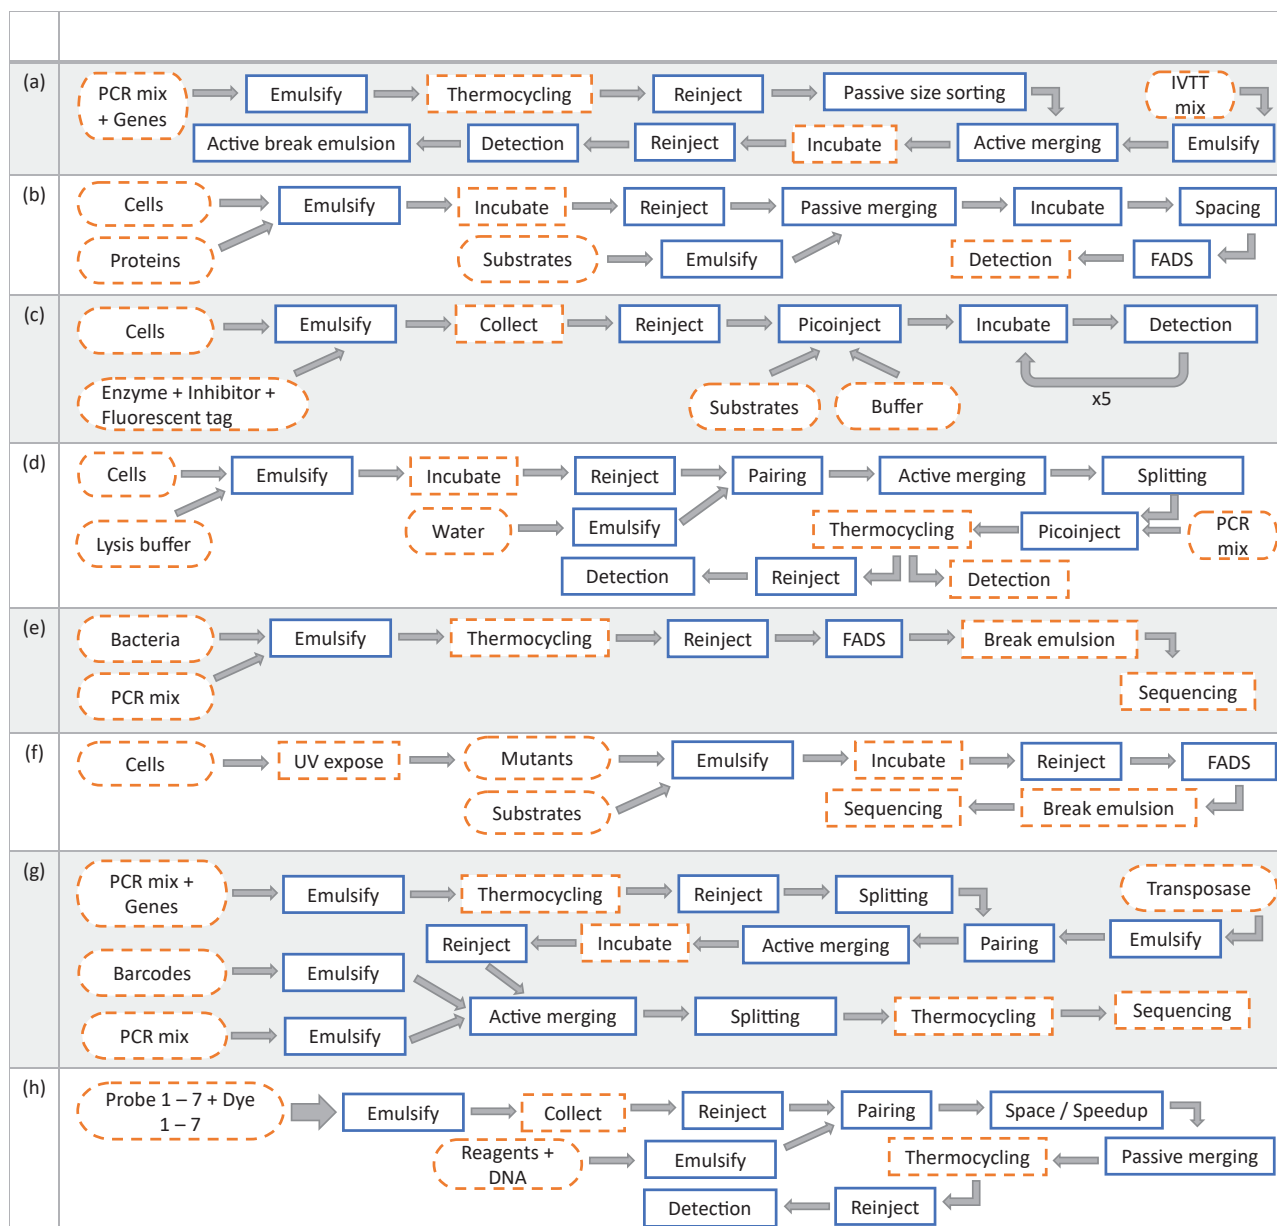 (a)
PCR mix
+ Genes
Emulsify
Thermocycling
Reinject
Passive size sorting
IVTT
mix
Active break emulsion
Detection
Reinject
Incubate
Active merging
Emulsify
(b)
Cells
Emulsify
Incubate
Reinject
Passive merging
Incubate
Spacing
Proteins
Substrates
Emulsify
Detection
FADS
(c)
Cells
Emulsify
Collect
Reinject
Picoinject
Incubate
Detection
Enzyme + Inhibitor +
Fluorescent tag
Substrates
Buffer
x5
(d)
Cells
Emulsify
Incubate
Reinject
Pairing
Active merging
Splitting
Lysis buffer
Water
Emulsify
Thermocycling
Picoinject
PCR
mix
Detection
Reinject
Detection
(e)
Bacteria
Emulsify
Thermocycling
Reinject
FADS
Break emulsion
PCR mix
Sequencing
(f)
Cells
UV expose
Mutants
Emulsify
Incubate
Reinject
FADS
Substrates
Sequencing
Break emulsion
(g)
PCR mix +
Genes
Emulsify
Thermocycling
Reinject
Splitting
Transposase
Reinject
Incubate
Active merging
Pairing
Emulsify
Barcodes
Emulsify
Active merging
Splitting
Thermocycling
Sequencing
PCR mix
Emulsify
(h)
Probe 1 – 7 + Dye
1 – 7
Emulsify
Collect
Reinject
Pairing
Space / Speedup
Reagents +
DNA
Emulsify
Thermocycling
Passive merging
Detection
Reinject